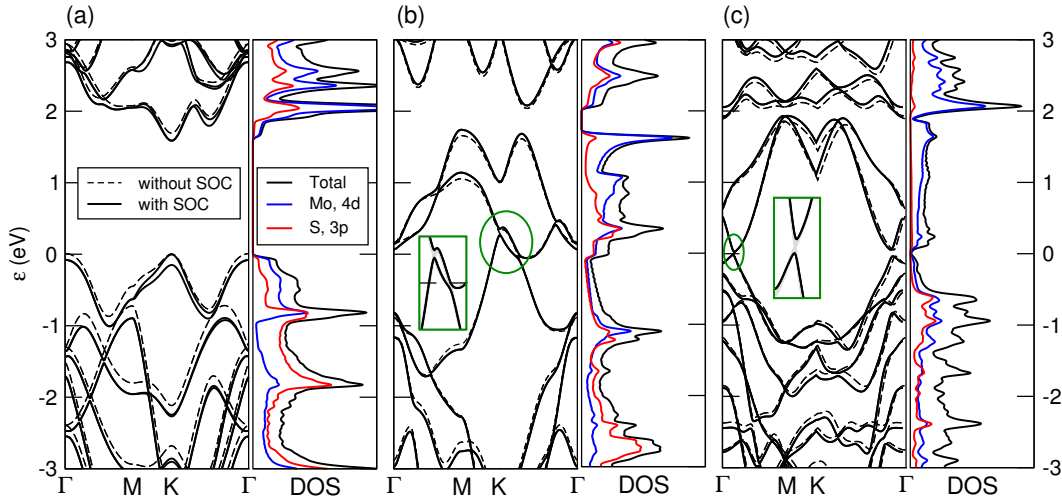 (a) (b) (c)
3 3
2 2
1 1
0 0
-1 -1
-2 -2
-3 -3
ε (eV)
without SOC
with SOC
Total
Mo, 4d
S, 3p
Γ M K Γ DOS Γ M K Γ DOS Γ M K Γ DOS